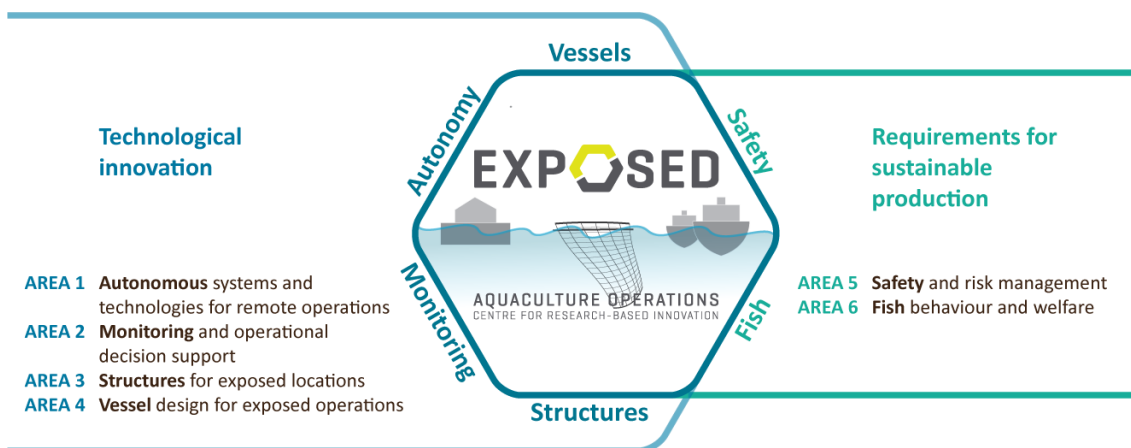 Vessels
Autonomy
Safety
Technological
innovation
Requirements for
sustainable
production
EXPOSED
Monitoring
Fish
AQUACULTURE OPERATIONS
CENTRE FOR RESEARCH-BASED INNOVATION
Structures
AREA 1 Autonomous systems and
technologies for remote operations
AREA 2 Monitoring and operational
decision support
AREA 3 Structures for exposed locations
AREA 4 Vessel design for exposed operations
AREA 5 Safety and risk management
AREA 6 Fish behaviour and welfare